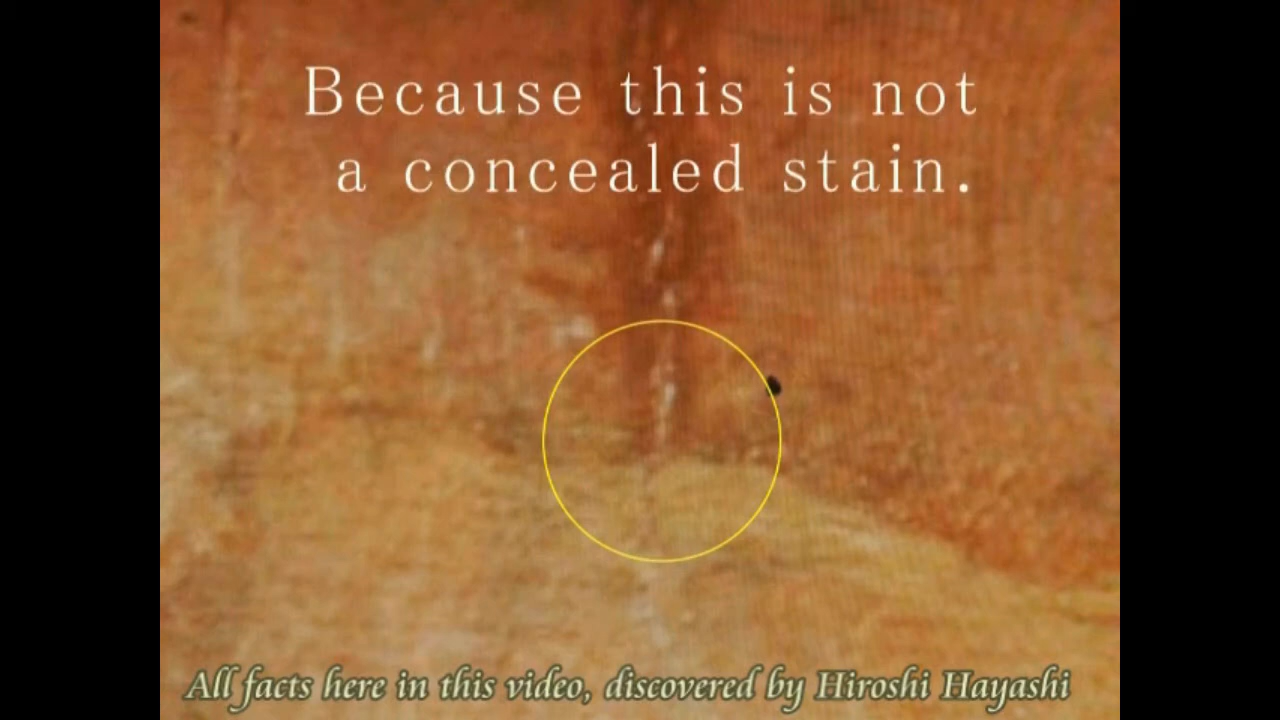 Because this is not
a concealed stain.
All facts here in this video, discovered by Hiroshi Hayashi